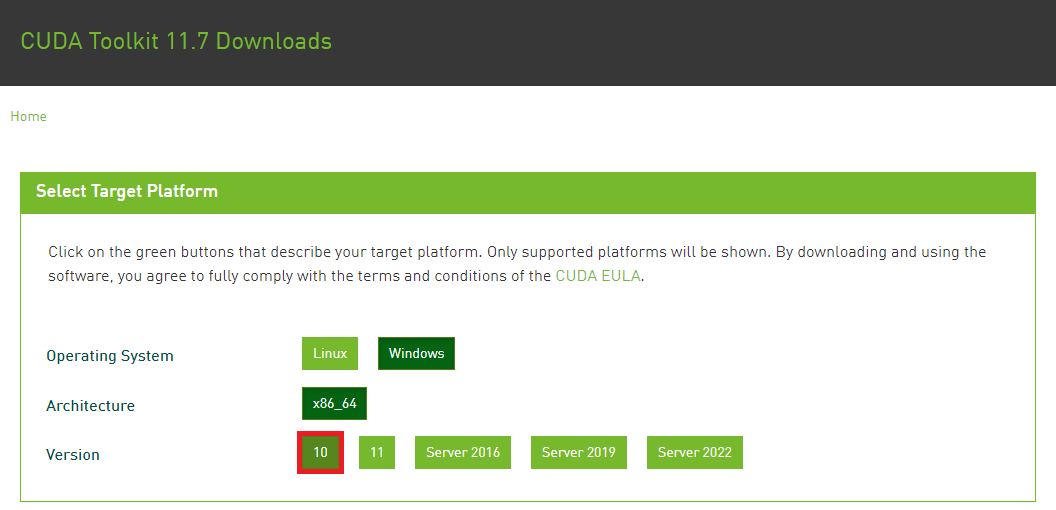 CUDA Toolkit 11.7 Downloads
Home
Select Target Platform
Click on the green buttons that describe your target platform. Only supported platforms will be shown. By downloading and using the
software, you agree to fully comply with the terms and conditions of the CUDA EULA.
Operating System Linux Windows
Architecture x86_64
Version 10 11 Server 2016 Server 2019 Server 2022